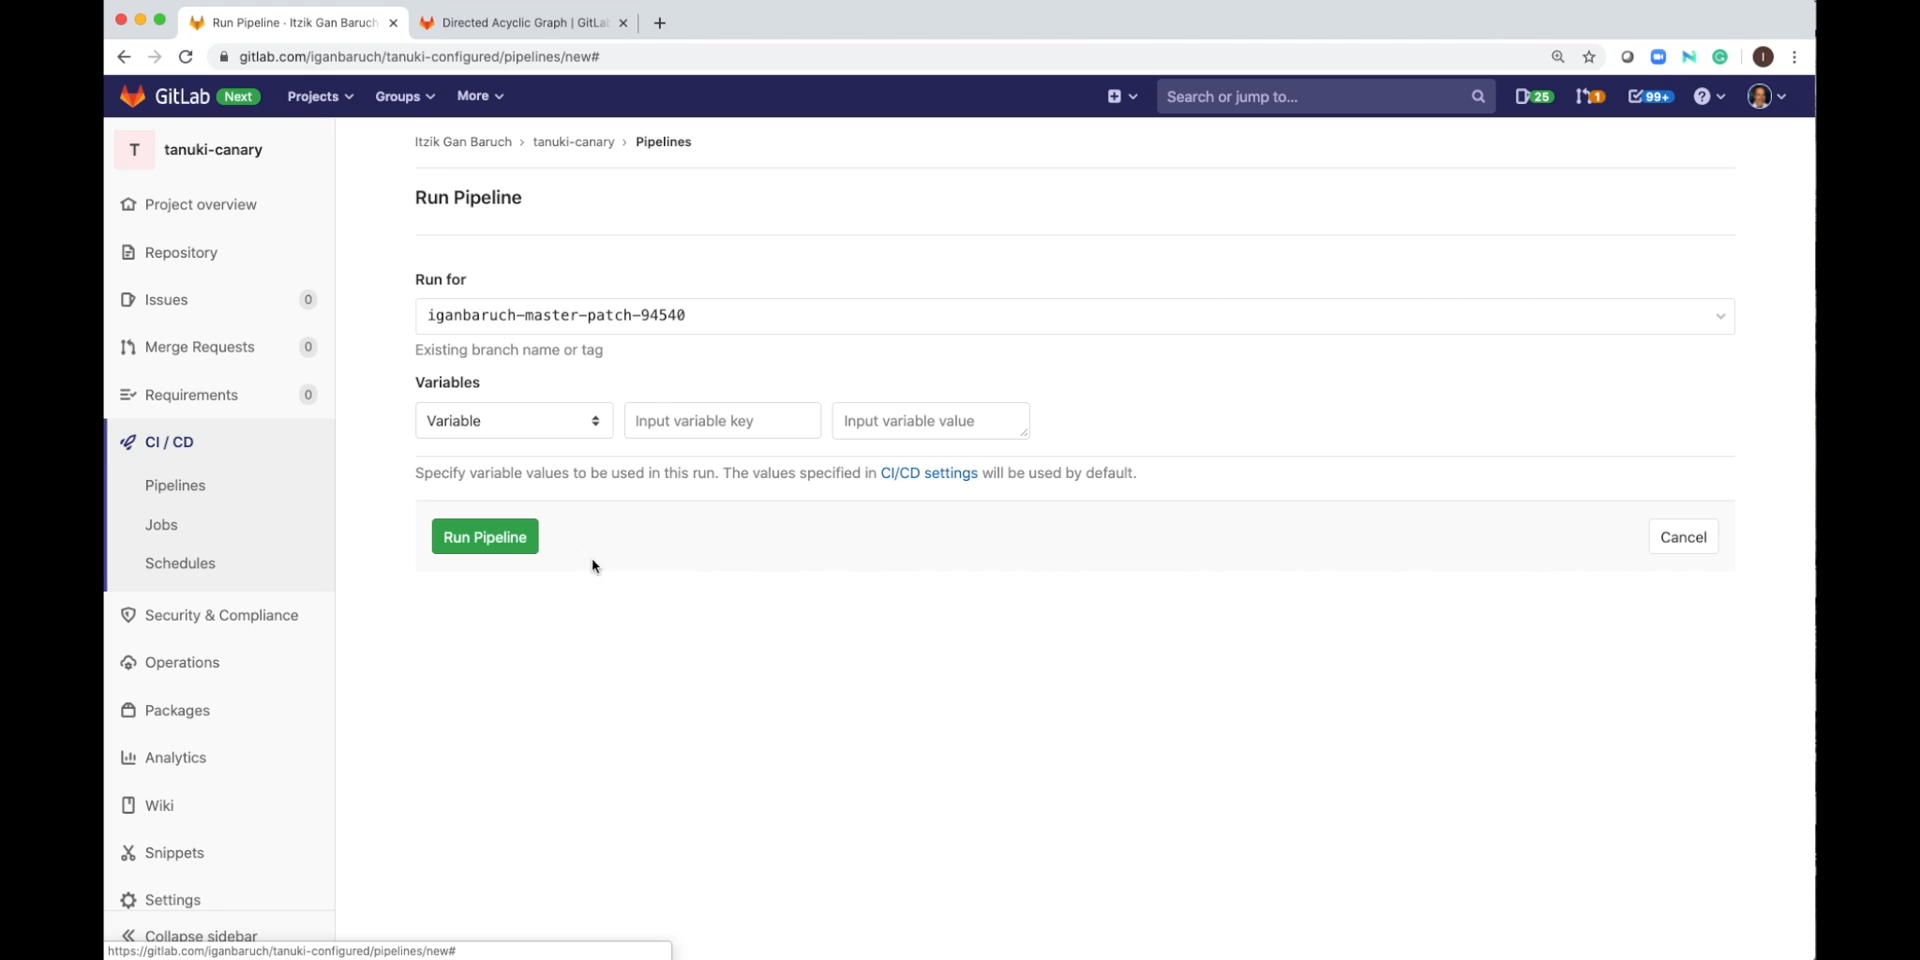 Run Pipeline · Itzik Gan Baruch
Directed Acyclic Graph | GitLa
gitlab.com/iganbaruch/tanuki-configured/pipelines/new#
I
GitLab Next Projects Groups More Search or jump to... 25 1 99+
T tanuki-canary
Project overview
Repository
Issues 0
Merge Requests 0
Requirements 0
CI / CD
Pipelines
Jobs
Schedules
Security & Compliance
Operations
Packages
Analytics
Wiki
Snippets
Settings
Collapse sidebar
https://gitlab.com/iganbaruch/tanuki-configured/pipelines/new#
Itzik Gan Baruch › tanuki-canary › Pipelines
Run Pipeline
Run for
iganbaruch-master-patch-94540
Existing branch name or tag
Variables
Variable Input variable key Input variable value
Specify variable values to be used in this run. The values specified in CI/CD settings will be used by default.
Run Pipeline Cancel